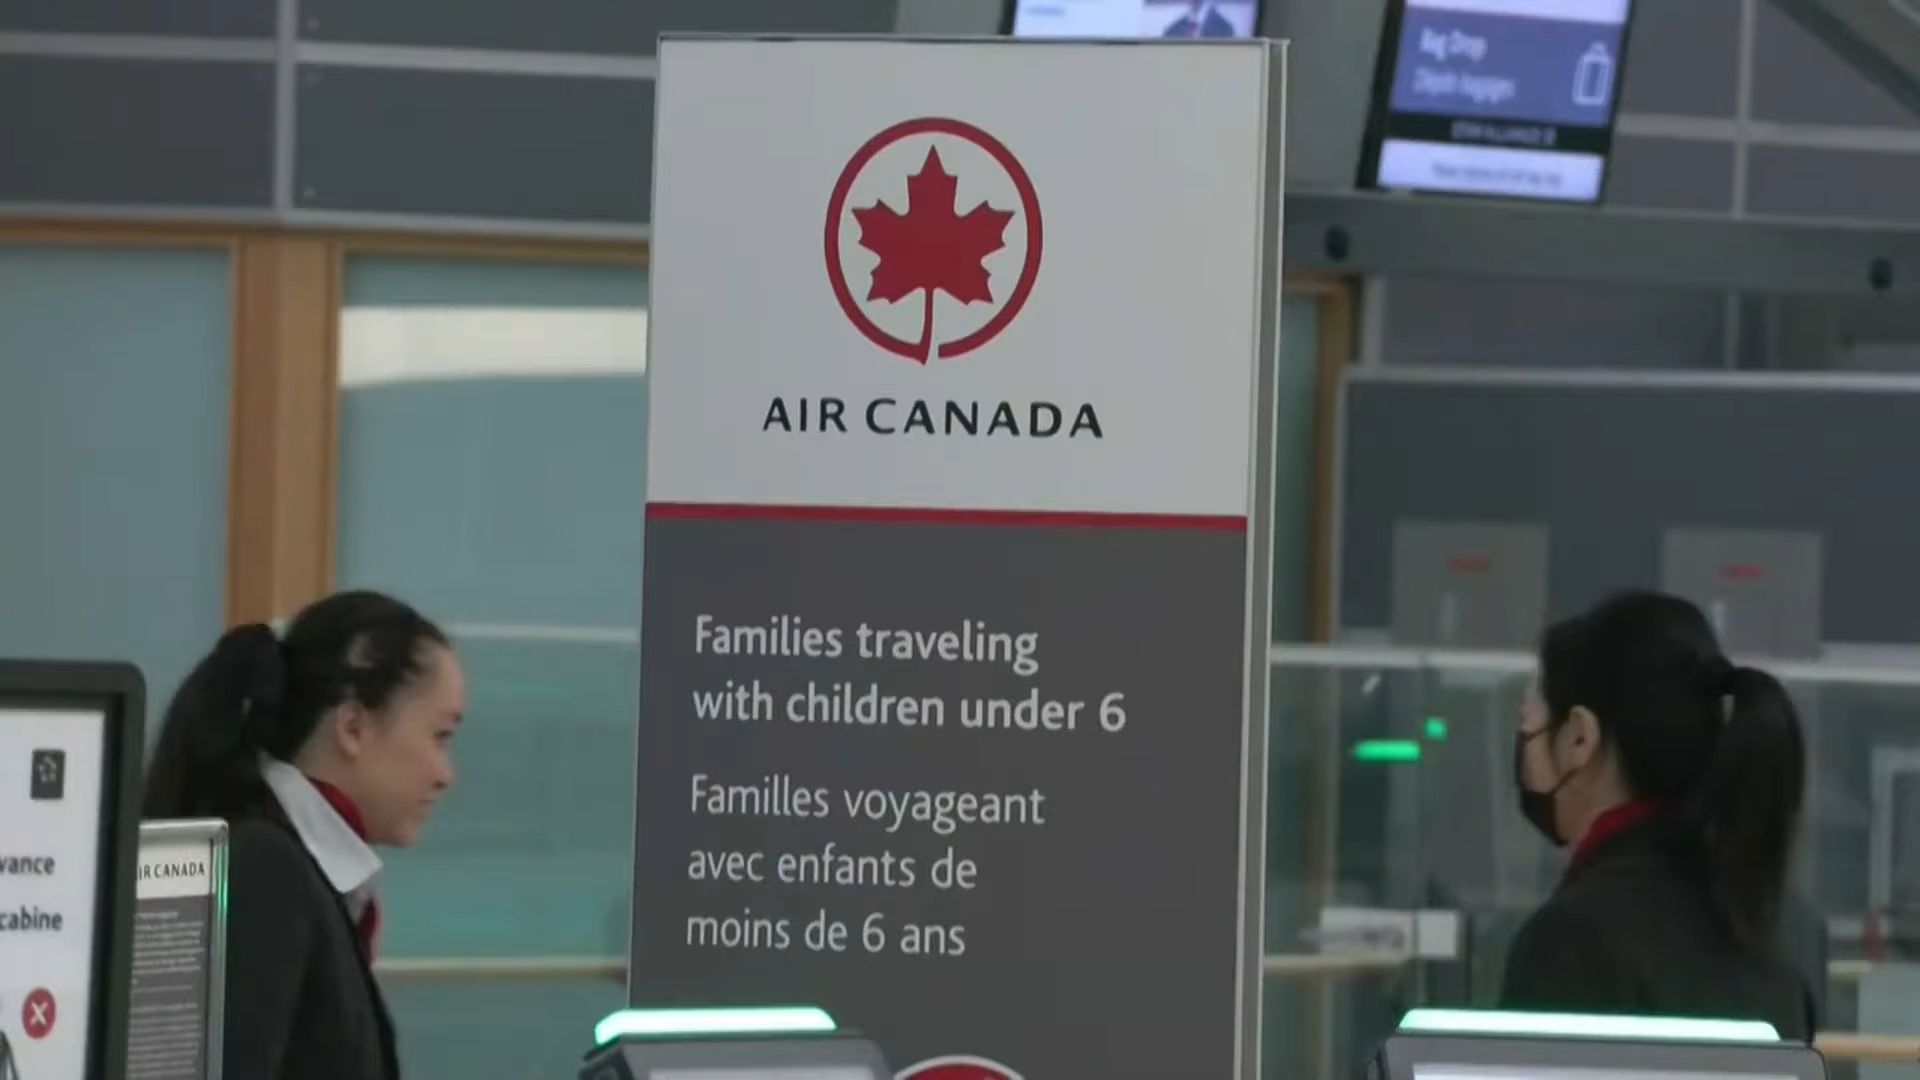 Bag Drop
AIR CANADA
Families traveling
with children under 6
Familles voyageant
avec enfants de
moins de 6 ans
vance
cabine
IR CANADA